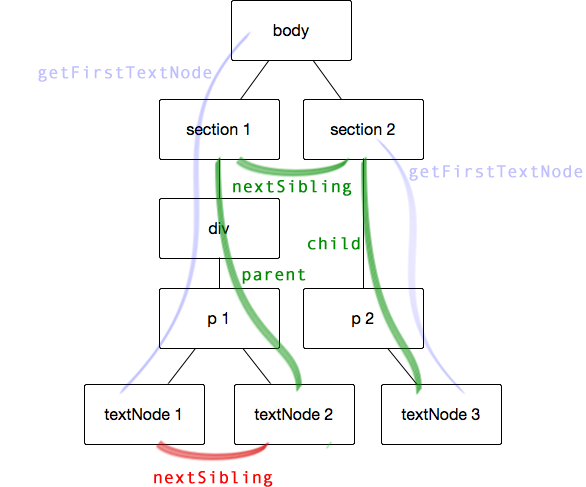 body
getFirstTextNode
section 1
section 2
getFirstTextNode
nextSibling
div
child
parent
p 1
p 2
textNode 1
textNode 2
textNode 3
nextSibling